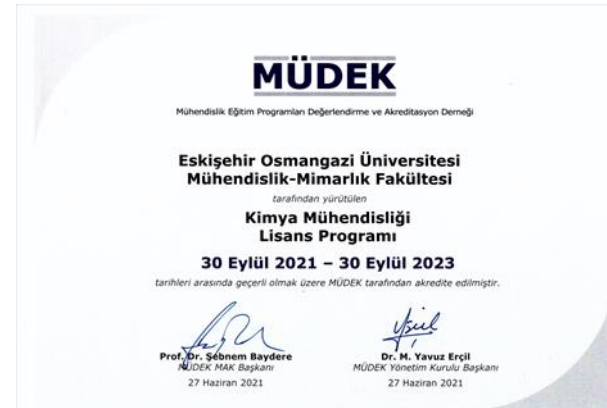 MÜDEK
Mühendislik Eğitim Programları Değerlendirme ve Akreditasyon Derneği
Eskişehir Osmangazi Üniversitesi
Mühendislik-Mimarlık Fakültesi
tarafından yürütülen
Kimya Mühendisliği
Lisans Programı
30 Eylül 2021 – 30 Eylül 2023
tarihleri arasında geçerli olmak üzere MÜDEK tarafından akredite edilmiştir.
Prof. Dr. Şebnem Baydere
MÜDEK MAK Başkanı
27 Haziran 2021
Dr. M. Yavuz Erçil
MÜDEK Yönetim Kurulu Başkanı
27 Haziran 2021